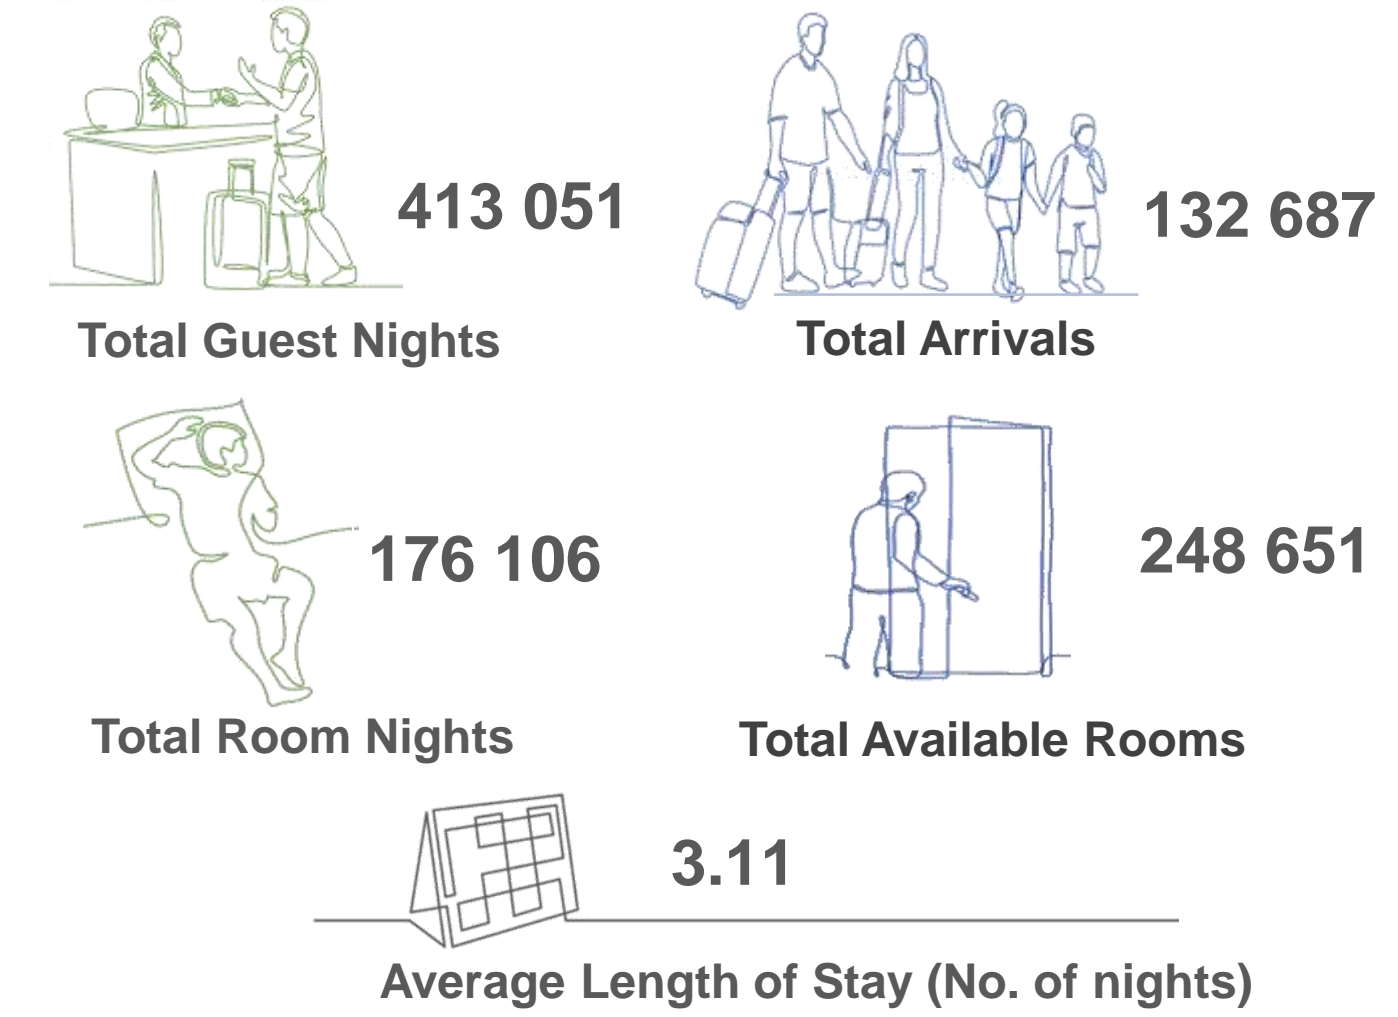 413 051
132 687
Total Guest Nights
Total Arrivals
176 106
248 651
Total Room Nights
Total Available Rooms
3.11
Average Length of Stay (No. of nights)